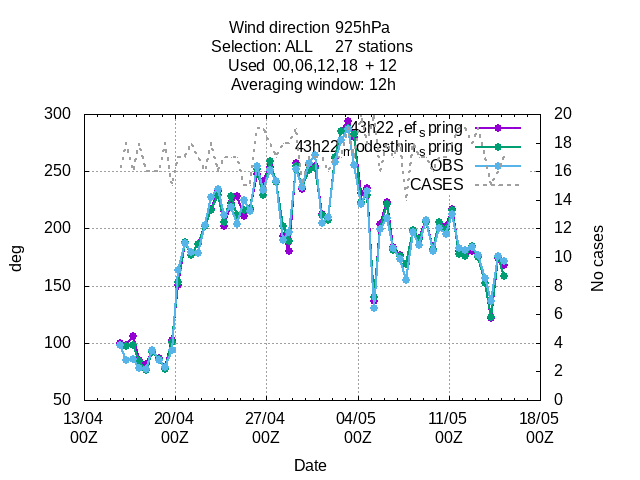 Wind direction 925hPa
Selection: ALL     27 stations
Used  00,06,12,18  + 12
Averaging window: 12h
300
250
200
150
100
50
20
18
16
14
12
10
8
6
4
2
0
deg
No cases
43h22_ref_spring
43h22_modesthin_spring
OBS
CASES
13/04 20/04 27/04 04/05 11/05 18/05
00Z 00Z 00Z 00Z 00Z 00Z
Date